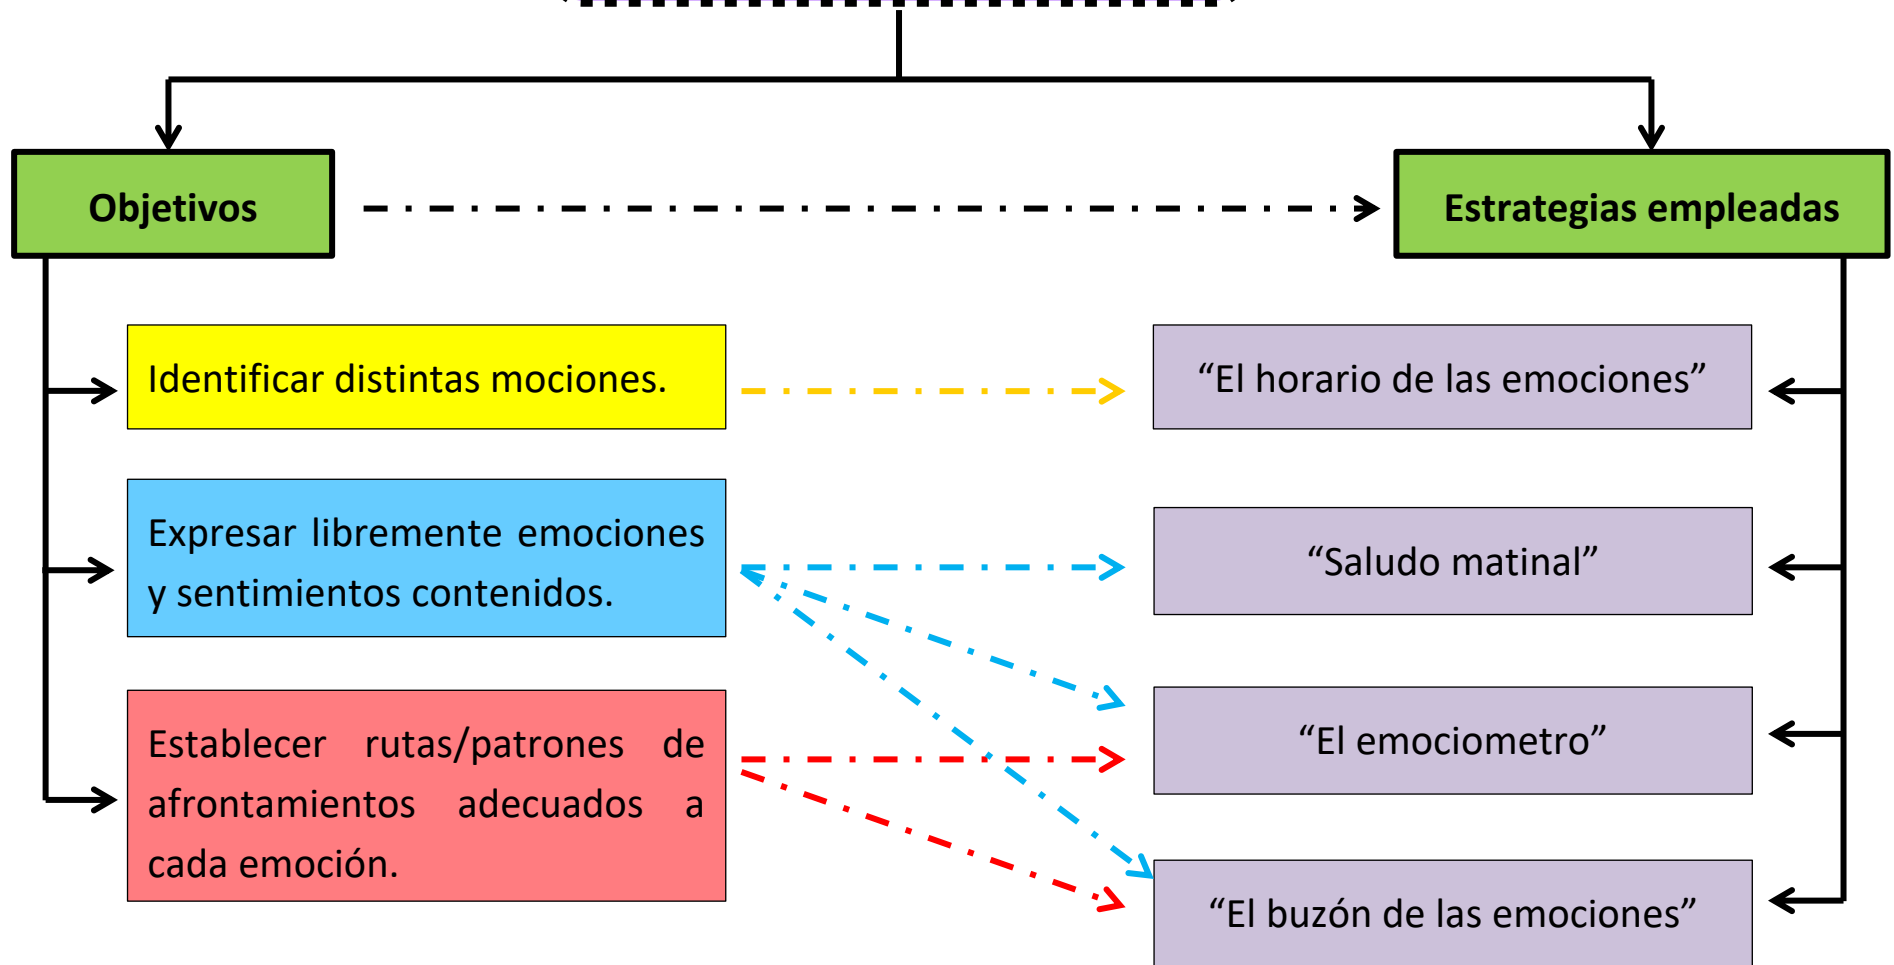 Objetivos
Estrategias empleadas
Identificar distintas mociones.
“El horario de las emociones”
Expresar libremente emociones
y sentimientos contenidos.
“Saludo matinal”
Establecer rutas/patrones de
afrontamientos adecuados a
cada emoción.
“El emociometro”
“El buzón de las emociones”